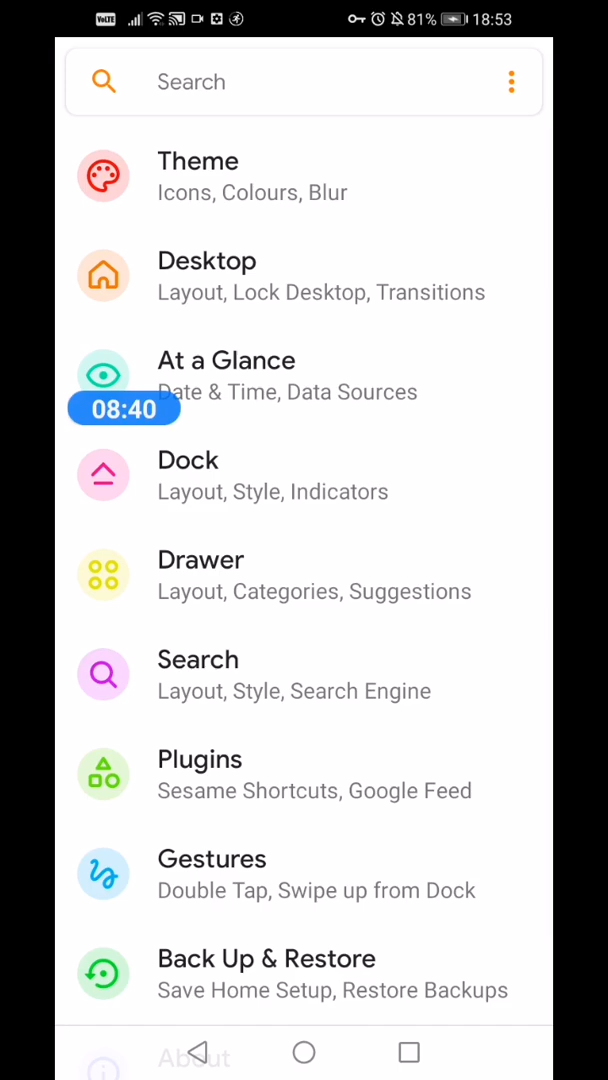 VoLTE 81% 18:53
Search
Theme
Icons, Colours, Blur
Desktop
Layout, Lock Desktop, Transitions
At a Glance
Date & Time, Data Sources
08:40
Dock
Layout, Style, Indicators
Drawer
Layout, Categories, Suggestions
Search
Layout, Style, Search Engine
Plugins
Sesame Shortcuts, Google Feed
Gestures
Double Tap, Swipe up from Dock
Back Up & Restore
Save Home Setup, Restore Backups
About